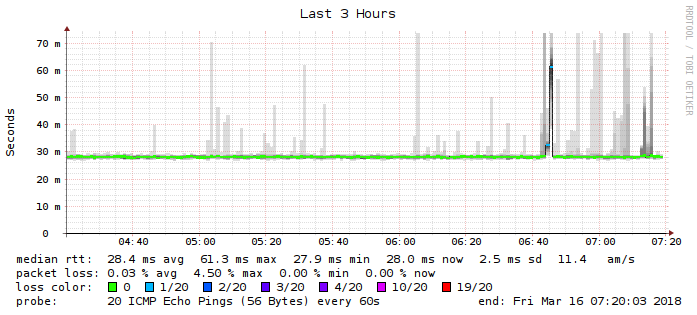 Last 3 Hours
RRDTOOL / TOBI OETIKER
Seconds
70 m
60 m
50 m
40 m
30 m
20 m
10 m
0
04:40 05:00 05:20 05:40 06:00 06:20 06:40 07:00 07:20
median rtt: 28.4 ms avg 61.3 ms max 27.9 ms min 28.0 ms now 2.5 ms sd 11.4 am/s
packet loss: 0.03 % avg 4.50 % max 0.00 % min 0.00 % now
loss color: 0 1/20 2/20 3/20 4/20 10/20 19/20
probe: 20 ICMP Echo Pings (56 Bytes) every 60s end: Fri Mar 16 07:20:03 2018